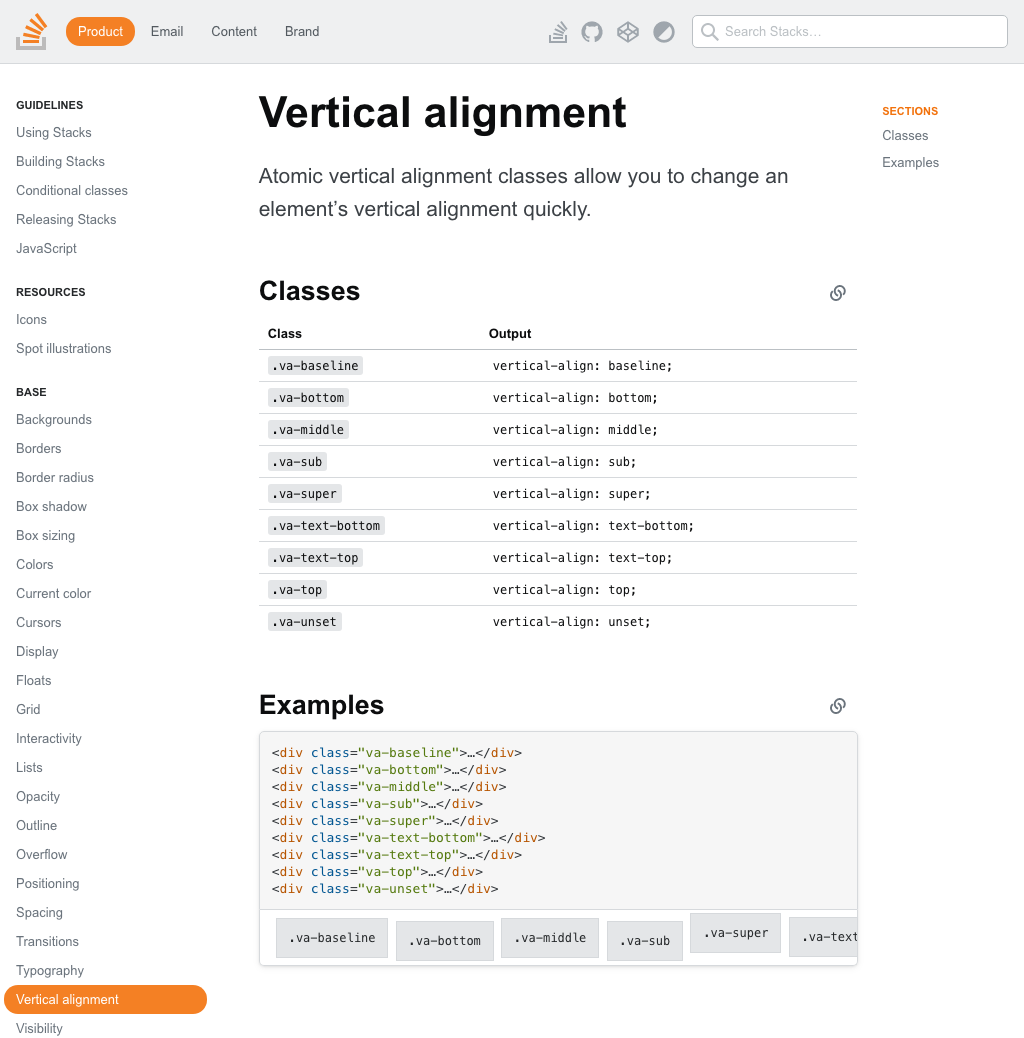 Product Email Content Brand Search Stacks…
GUIDELINES
Using Stacks
Building Stacks
Conditional classes
Releasing Stacks
JavaScript
RESOURCES
Icons
Spot illustrations
BASE
Backgrounds
Borders
Border radius
Box shadow
Box sizing
Colors
Current color
Cursors
Display
Floats
Grid
Interactivity
Lists
Opacity
Outline
Overflow
Positioning
Spacing
Transitions
Typography
Vertical alignment
Visibility
Vertical alignment
Atomic vertical alignment classes allow you to change an
element’s vertical alignment quickly.
Classes
Class Output
.va-baseline vertical-align: baseline;
.va-bottom vertical-align: bottom;
.va-middle vertical-align: middle;
.va-sub vertical-align: sub;
.va-super vertical-align: super;
.va-text-bottom vertical-align: text-bottom;
.va-text-top vertical-align: text-top;
.va-top vertical-align: top;
.va-unset vertical-align: unset;
Examples
<div class="va-baseline">…</div>
<div class="va-bottom">…</div>
<div class="va-middle">…</div>
<div class="va-sub">…</div>
<div class="va-super">…</div>
<div class="va-text-bottom">…</div>
<div class="va-text-top">…</div>
<div class="va-top">…</div>
<div class="va-unset">…</div>
.va-baseline .va-bottom .va-middle .va-sub .va-super .va-text
SECTIONS
Classes
Examples